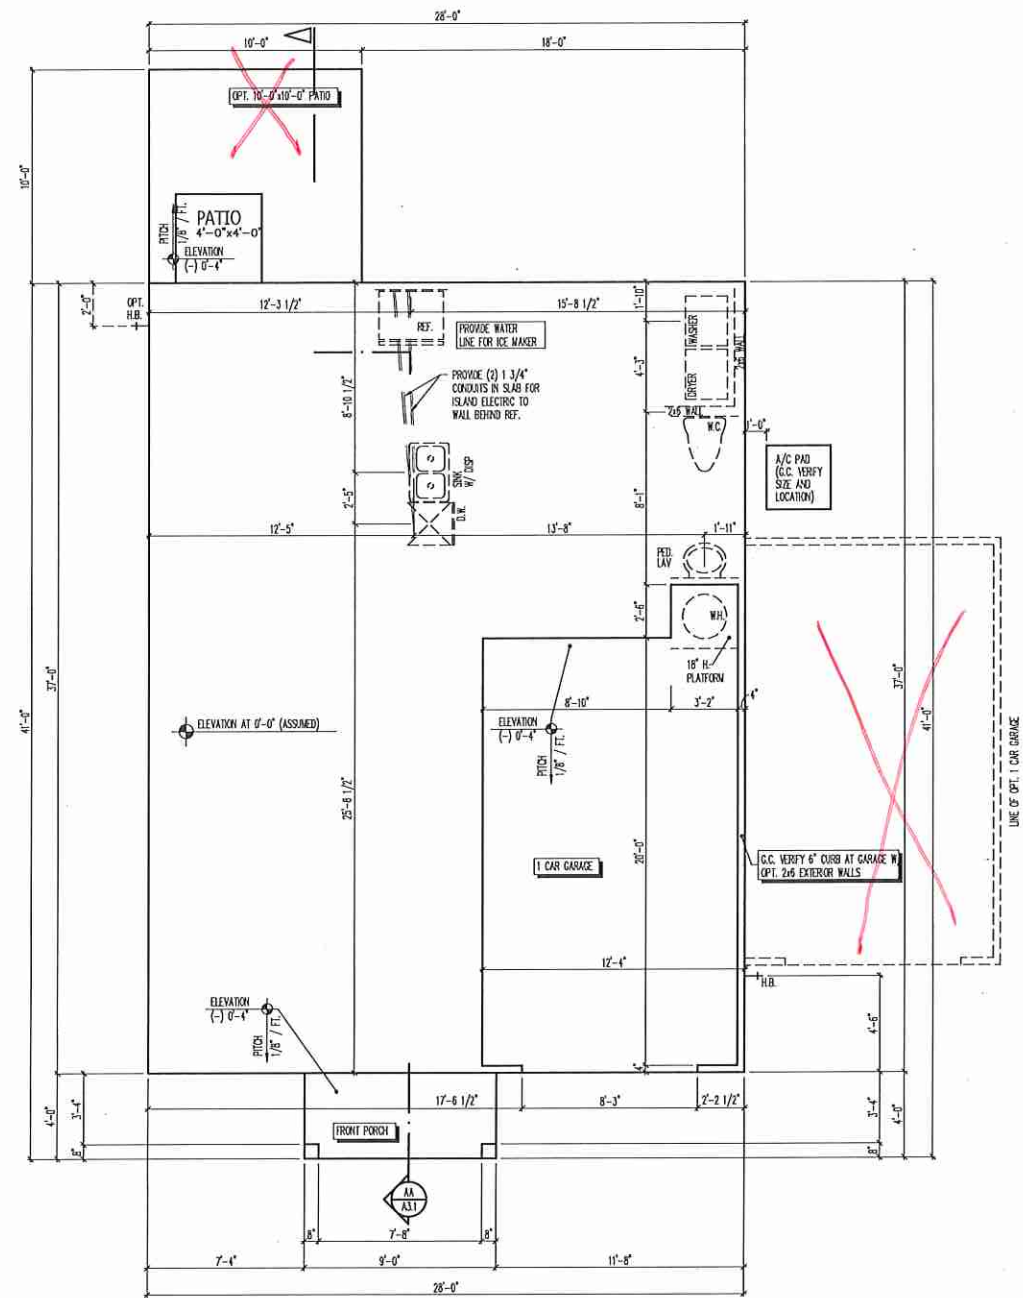 28'-0"
10'-0"
18'-0"
OPT. 10'-0"x10'-0" PATIO
10'-0"
PITCH
1/8" / FT.
PATIO
4'-0"x4'-0"
ELEVATION
(-) 0'-4"
2'-0"
OPT.
H.B.
12'-3 1/2"
15'-8 1/2"
1'-10"
REF.
PROVIDE WATER
LINE FOR ICE MAKER
WASHER
2x6 WALL
4'-3"
DRYER
8'-10 1/2"
PROVIDE (2) 1 3/4"
CONDUITS IN SLAB FOR
ISLAND ELECTRIC TO
WALL BEHIND REF.
2x6 WALL
W.C.
1'-0"
A/C PAD
(G.C. VERIFY
SIZE AND
LOCATION)
SINK
W/ DISP
2'-5"
D.W.
8'-1"
12'-5"
13'-8"
1'-11"
PED.
LAV
2'-6"
W.H.
18" H.
PLATFORM
37'-0"
41'-0"
8'-10"
3'-2"
4"
37'-0"
41'-0"
ELEVATION AT 0'-0" (ASSUMED)
ELEVATION
(-) 0'-4"
PITCH
1/8" / FT.
LINE OF OPT. 1 CAR GARAGE
25'-8 1/2"
20'-0"
1 CAR GARAGE
G.C. VERIFY 6" CURB AT GARAGE W
OPT. 2x6 EXTERIOR WALLS
12'-4"
H.B.
ELEVATION
(-) 0'-4"
PITCH
1/8" / FT.
4'-6"
4"
4'-0"
3'-4"
17'-6 1/2"
8'-3"
2'-2 1/2"
3'-4"
4'-0"
FRONT PORCH
8"
8"
AA
A3.1
8"
7'-8"
8"
7'-4"
9'-0"
11'-8"
28'-0"